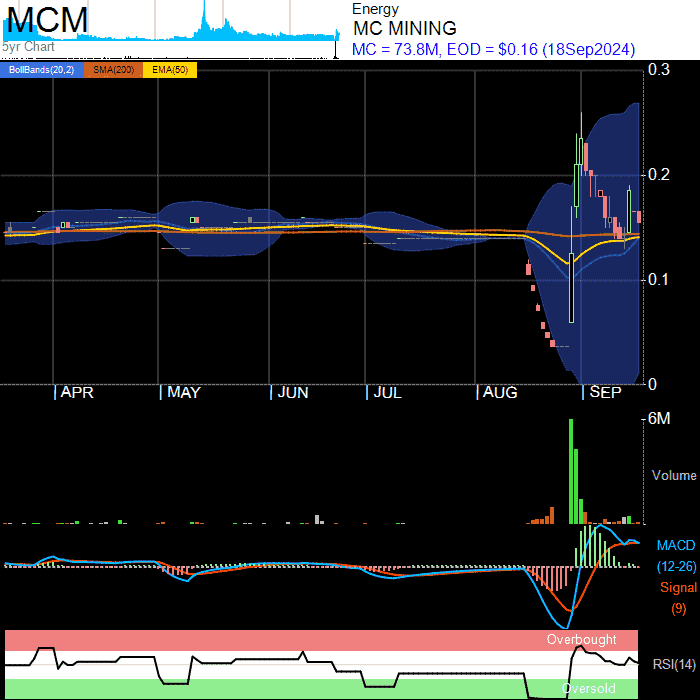 MCM
5yr Chart
Energy
MC MINING
MC = 73.8M, EOD = $0.16 (18Sep2024)
BollBands(20,2) SMA(200) EMA(50)
0.3
0.2
0.1
0
APR MAY JUN JUL AUG SEP
6M
Volume
MACD
(12-26)
Signal
(9)
Overbought
RSI(14)
Oversold